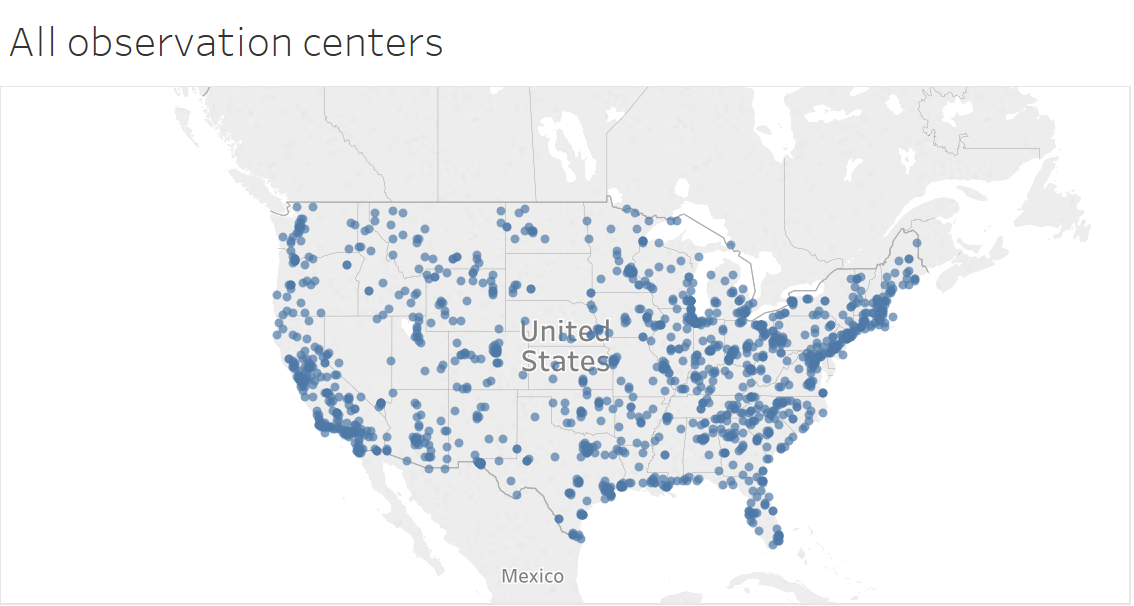 All observation centers
United
States
Mexico